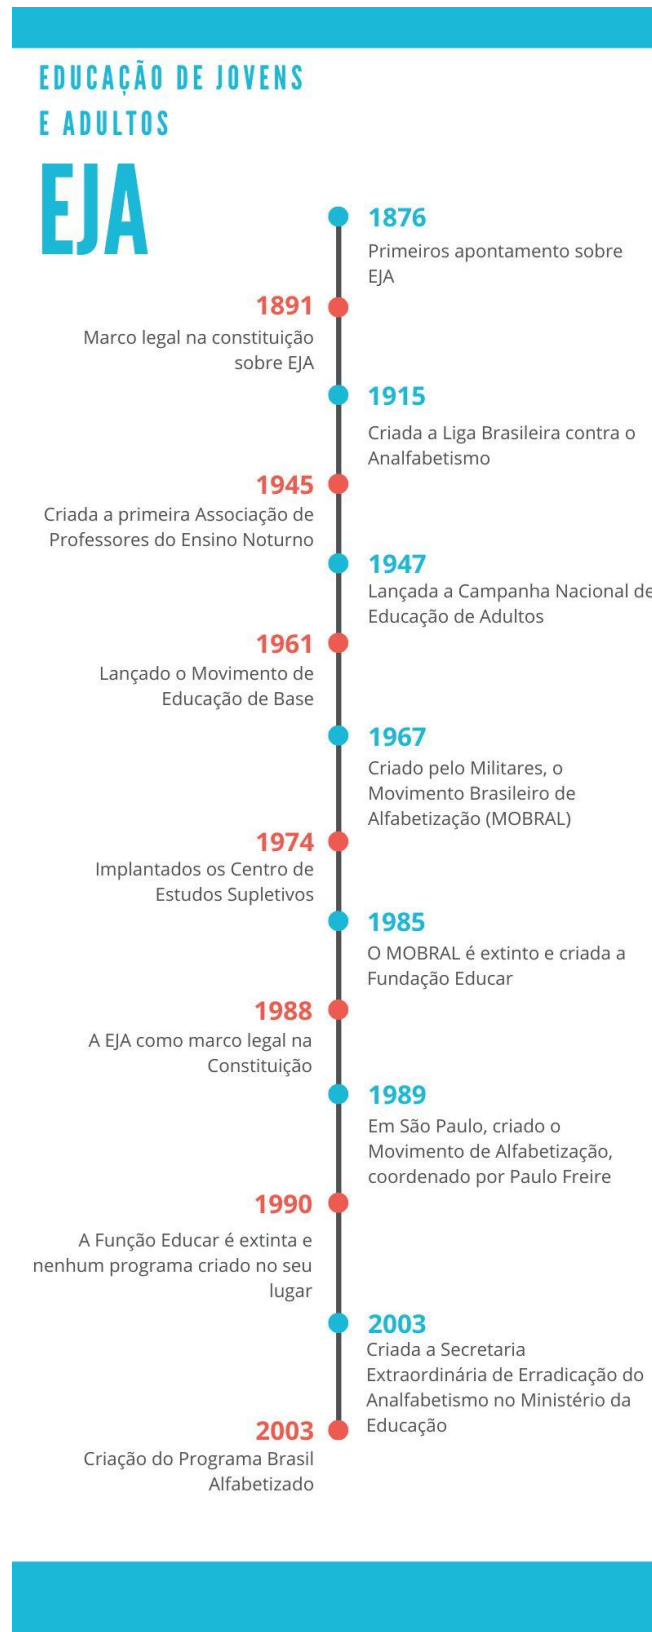 EDUCAÇÃO DE JOVENS
E ADULTOS
EJA
1876
Primeiros apontamento sobre
EJA
1891
Marco legal na constituição
sobre EJA
1915
Criada a Liga Brasileira contra o
Analfabetismo
1945
Criada a primeira Associação de
Professores do Ensino Noturno
1947
Lançada a Campanha Nacional de
Educação de Adultos
1961
Lançado o Movimento de
Educação de Base
1967
Criado pelo Militares, o
Movimento Brasileiro de
Alfabetização (MOBRAL)
1974
Implantados os Centro de
Estudos Supletivos
1985
O MOBRAL é extinto e criada a
Fundação Educar
1988
A EJA como marco legal na
Constituição
1989
Em São Paulo, criado o
Movimento de Alfabetização,
coordenado por Paulo Freire
1990
A Função Educar é extinta e
nenhum programa criado no seu
lugar
2003
Criada a Secretaria
Extraordinária de Erradicação do
Analfabetismo no Ministério da
Educação
2003
Criação do Programa Brasil
Alfabetizado